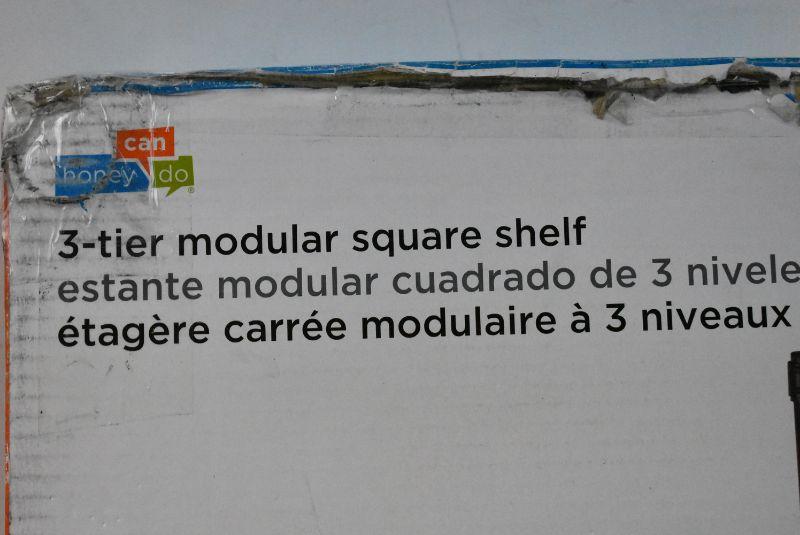 can
honey do®
3-tier modular square shelf
estante modular cuadrado de 3 nivele
étagère carrée modulaire à 3 niveaux